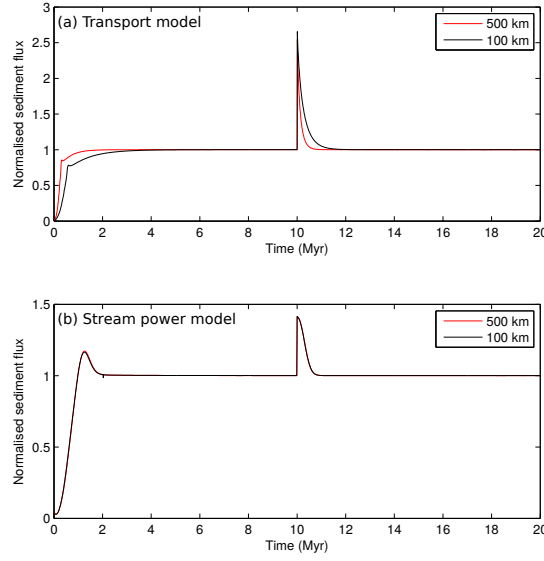 (a) Transport model
500 km
100 km
Normalised sediment flux
3
2.5
2
1.5
1
0.5
0
0 2 4 6 8 10 12 14 16 18 20
Time (Myr)
(b) Stream power model
500 km
100 km
Normalised sediment flux
1.5
1
0.5
0
0 2 4 6 8 10 12 14 16 18 20
Time (Myr)